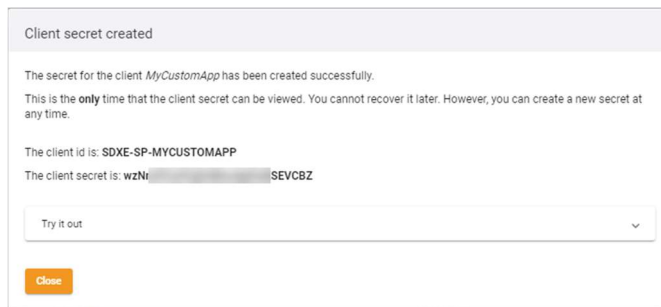 Client secret created
The secret for the client MyCustomApp has been created successfully.
This is the only time that the client secret can be viewed. You cannot recover it later. However, you can create a new secret at
any time.
The client id is: SDXE-SP-MYCUSTOMAPP
The client secret is: wzNr SEVCBZ
Try it out
Close